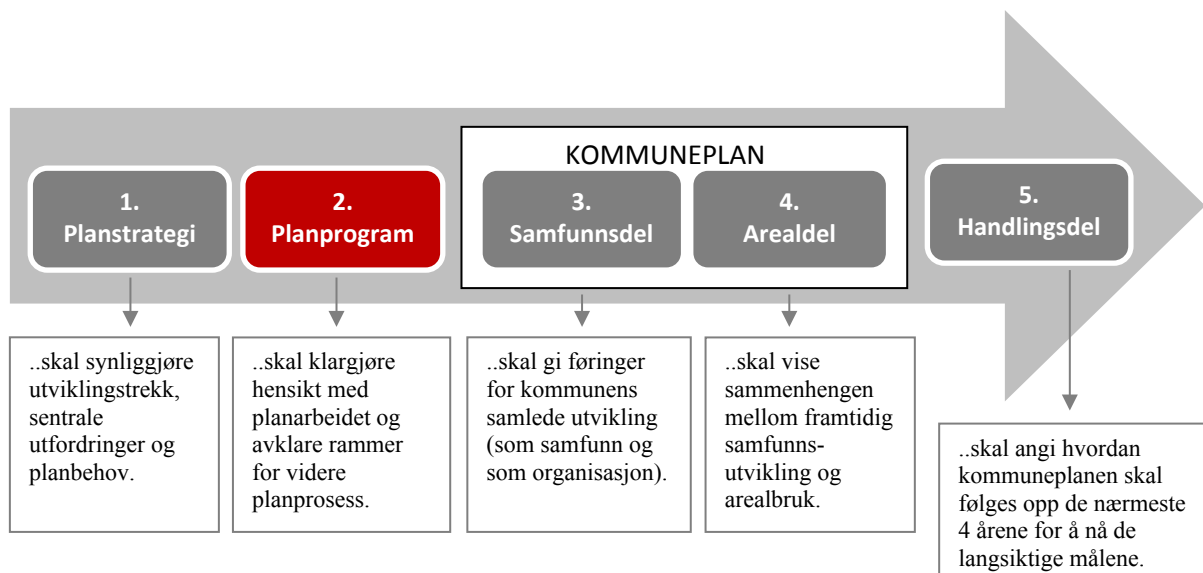 KOMMUNEPLAN
1.
Planstrategi
2.
Planprogram
3.
Samfunnsdel
4.
Arealdel
5.
Handlingsdel
..skal synliggjøre
utviklingstrekk,
sentrale
utfordringer og
planbehov.
..skal klargjøre
hensikt med
planarbeidet og
avklare rammer
for videre
planprosess.
..skal gi føringer
for kommunens
samlede utvikling
(som samfunn og
som organisasjon).
..skal vise
sammenhengen
mellom framtidig
samfunns-
utvikling og
arealbruk.
..skal angi hvordan
kommuneplanen skal
følges opp de nærmeste
4 årene for å nå de
langsiktige målene.